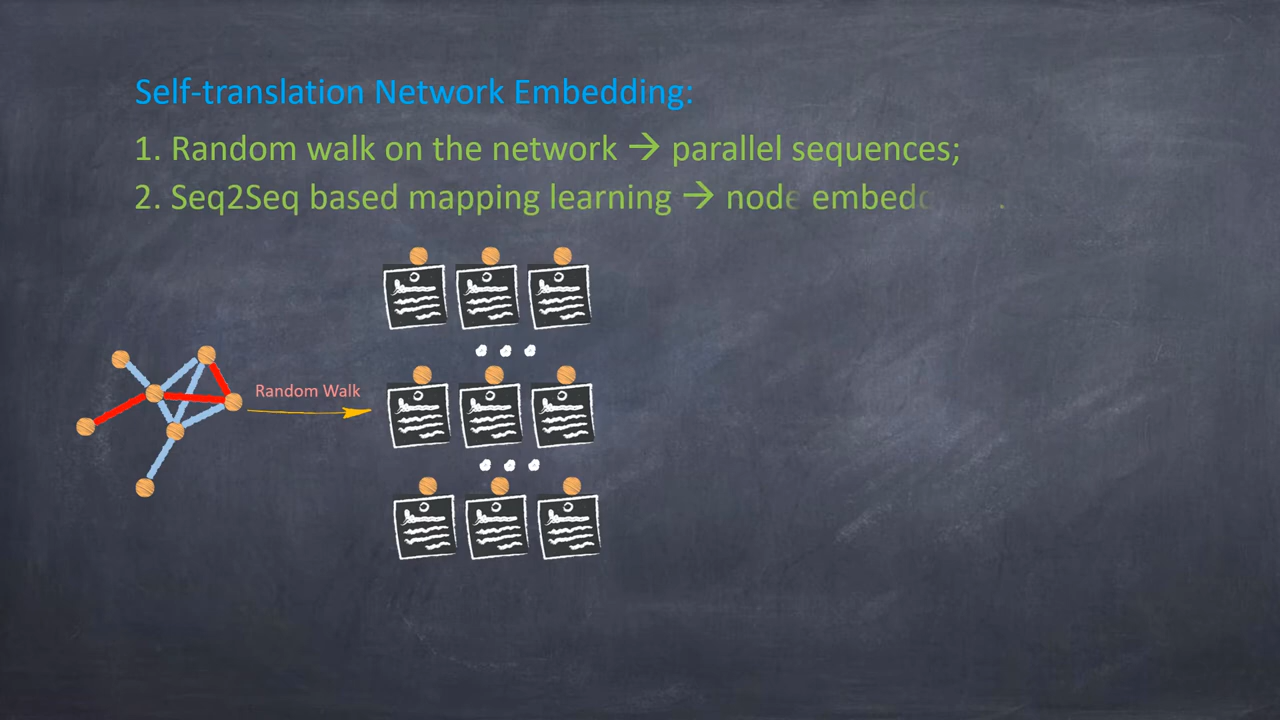 Self-translation Network Embedding:
1. Random walk on the network → parallel sequences;
2. Seq2Seq based mapping learning → node
Random Walk